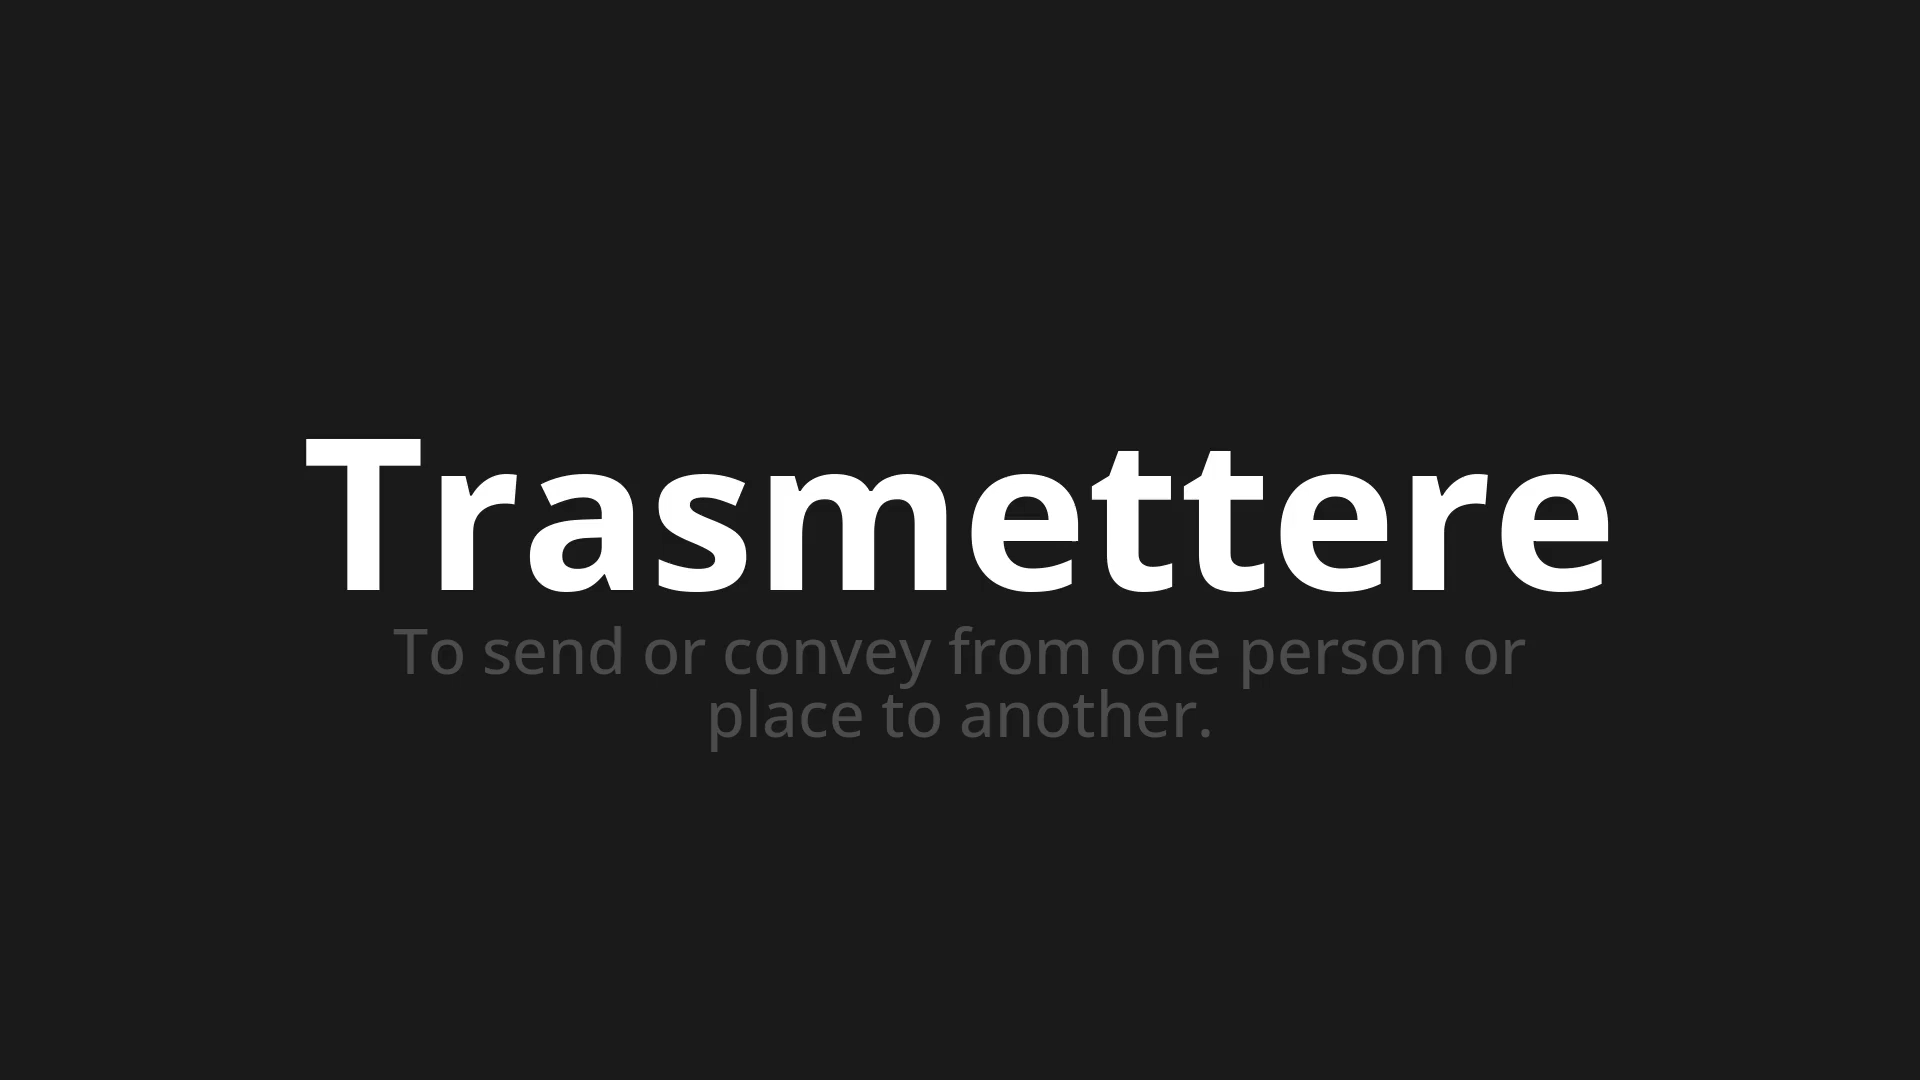 Trasmettere
To send or convey from one person or
place to another.